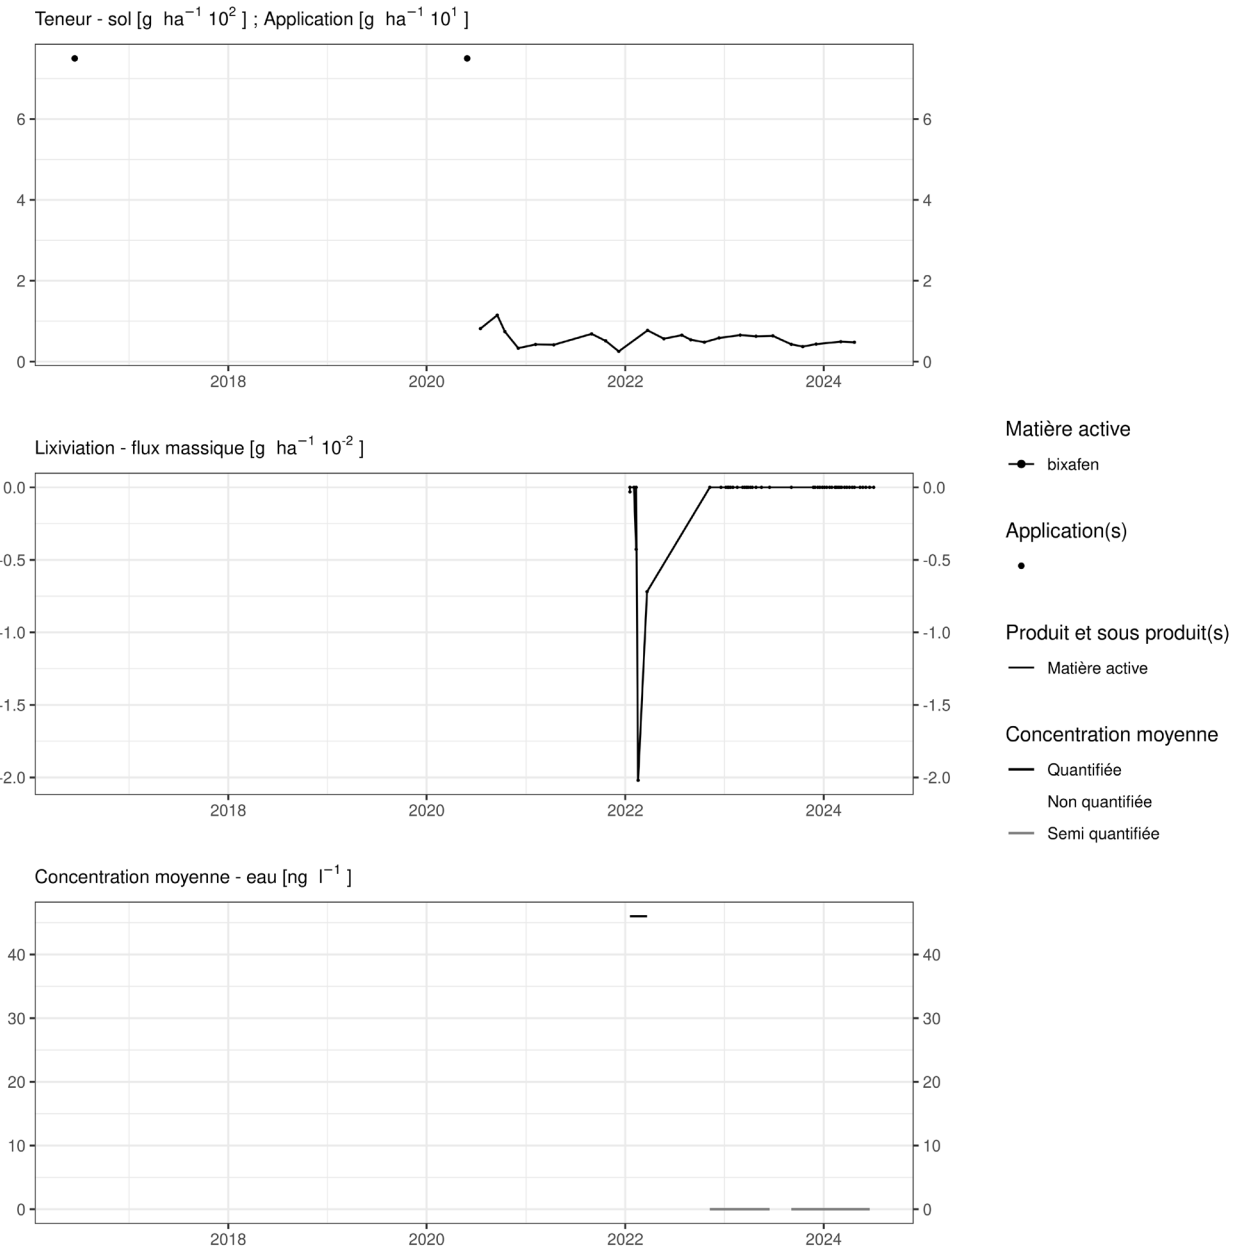 Teneur - sol [g ha−1 102 ] ; Application [g ha−1 101 ]
6
4
2
0
6
4
2
0
2018 2020 2022 2024
Lixiviation - flux massique [g ha−1 10-2 ]
0.0
-0.5
-1.0
-1.5
-2.0
0.0
-0.5
-1.0
-1.5
-2.0
2018 2020 2022 2024
Concentration moyenne - eau [ng l−1 ]
40
30
20
10
0
40
30
20
10
0
2018 2020 2022 2024
Matière active
bixafen
Application(s)
Produit et sous produit(s)
Matière active
Concentration moyenne
Quantifiée
Non quantifiée
Semi quantifiée